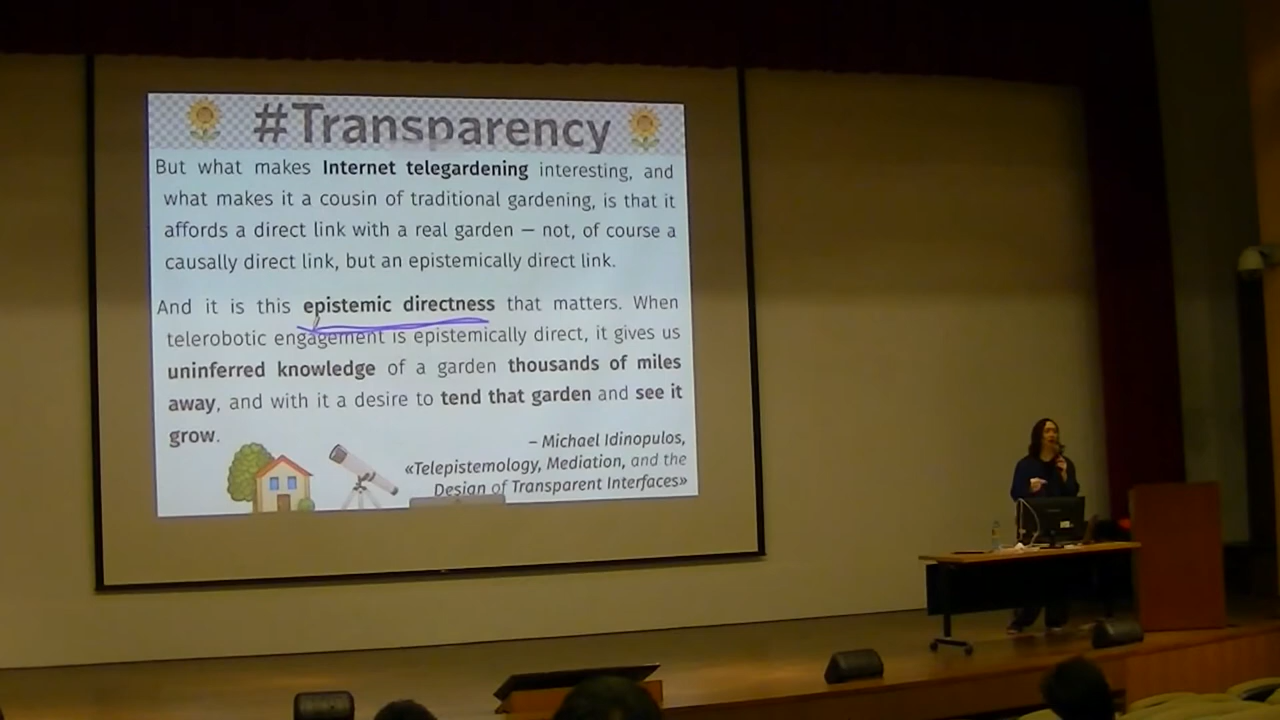 #Transparency
But what makes Internet telegardening interesting, and
what makes it a cousin of traditional gardening, is that it
affords a direct link with a real garden — not, of course a
causally direct link, but an epistemically direct link.
And it is this epistemic directness that matters. When
telerobotic engagement is epistemically direct, it gives us
uninferred knowledge of a garden thousands of miles
away, and with it a desire to tend that garden and see it
grow.
– Michael Idinopulos,
«Telepistemology, Mediation, and the
Design of Transparent Interfaces»